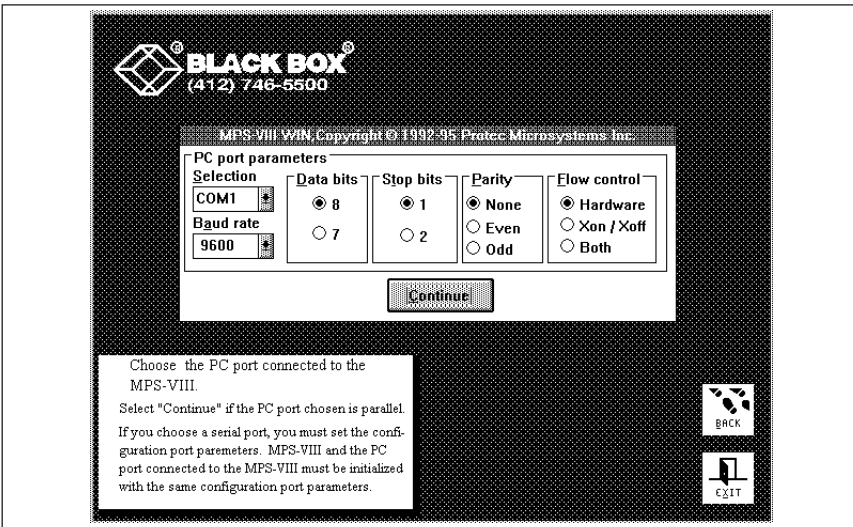 BLACK BOX®
(412) 746-5500
MPS-VIII WIN,Copyright © 1992-95 Protec Microsystems Inc.
PC port parameters
Selection
COM1
Baud rate
9600
Data bits
8
7
Stop bits
1
2
Parity
None
Even
Odd
Flow control
Hardware
Xon / Xoff
Both
Continue
Choose the PC port connected to the
MPS-VIII.
Select "Continue" if the PC port chosen is parallel.
If you choose a serial port, you must set the confi-
guration port paremeters. MPS-VIII and the PC
port connected to the MPS-VIII must be initialized
with the same configuration port parameters.
BACK
EXIT